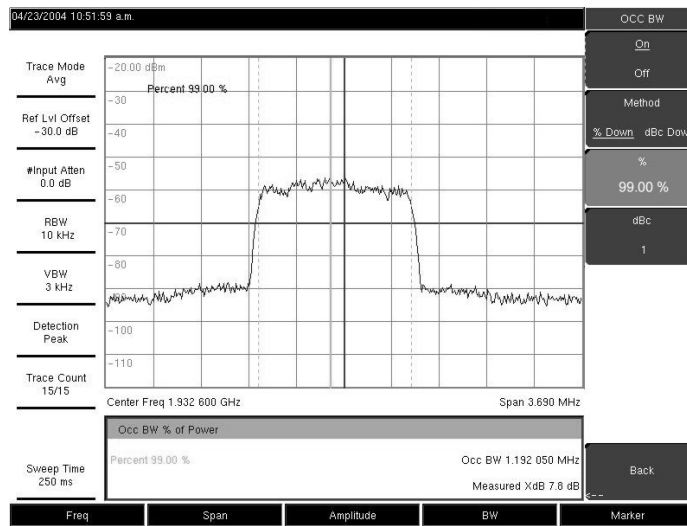 04/23/2004 10:51:59 a.m.
OCC BW
On
Off
Method
% Down dBc Dow
%
99.00 %
dBc
1
Back
<--
Trace Mode
Avg
Ref Lvl Offset
-30.0 dB
#Input Atten
0.0 dB
RBW
10 kHz
VBW
3 kHz
Detection
Peak
Trace Count
15/15
Sweep Time
250 ms
-20.00 dBm
Percent 99.00 %
-30
-40
-50
-60
-70
-80
-90
-100
-110
Center Freq 1.932 600 GHz
Span 3.690 MHz
Occ BW % of Power
Percent 99.00 %
Occ BW 1.192 050 MHz
Measured XdB 7.8 dB
Freq
Span
Amplitude
BW
Marker